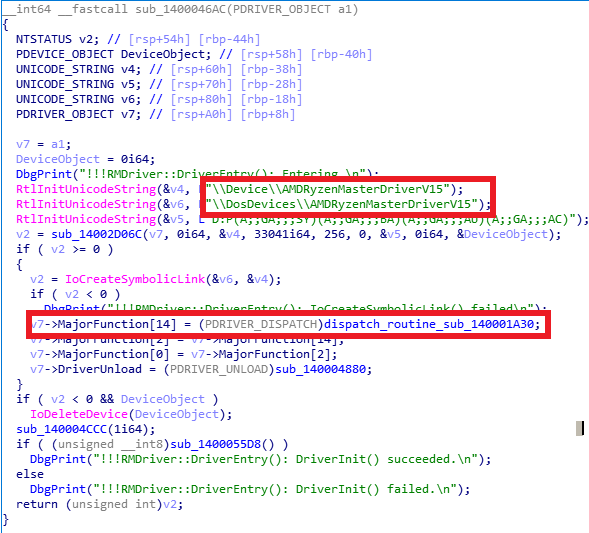 __int64 __fastcall sub_1400046AC(PDRIVER_OBJECT a1)
{
NTSTATUS v2; // [rsp+54h] [rbp-44h]
PDEVICE_OBJECT DeviceObject; // [rsp+58h] [rbp-40h]
UNICODE_STRING v4; // [rsp+60h] [rbp-38h]
UNICODE_STRING v5; // [rsp+70h] [rbp-28h]
UNICODE_STRING v6; // [rsp+80h] [rbp-18h]
PDRIVER_OBJECT v7; // [rsp+A0h] [rbp+8h]
v7 = a1;
DeviceObject = 0i64;
DbgPrint("!!!RMDriver::DriverEntry(): Entering.\n");
RtlInitUnicodeString(&v4, L"\\Device\\AMDRyzenMasterDriverV15");
RtlInitUnicodeString(&v6, L"\\DosDevices\\AMDRyzenMasterDriverV15");
RtlInitUnicodeString(&v5, L"D:P(A;;GA;;;SY)(A;;GA;;;BA)(A;;GA;;;AU)(A;;GA;;;AC)");
v2 = sub_14002D06C(v7, 0i64, &v4, 33041i64, 256, 0, &v5, 0i64, &DeviceObject);
if ( v2 >= 0 )
{
v2 = IoCreateSymbolicLink(&v6, &v4);
if ( v2 < 0 )
DbgPrint("!!!RMDriver::DriverEntry(): IoCreateSymbolicLink() failed\n");
v7->MajorFunction[14] = (PDRIVER_DISPATCH)dispatch_routine_sub_140001A30;
v7->MajorFunction[2] = v7->MajorFunction[14];
v7->MajorFunction[0] = v7->MajorFunction[2];
v7->DriverUnload = (PDRIVER_UNLOAD)sub_140004880;
}
if ( v2 < 0 && DeviceObject )
IoDeleteDevice(DeviceObject);
sub_140004CCC(1i64);
if ( (unsigned __int8)sub_1400055D8() )
DbgPrint("!!!RMDriver::DriverEntry(): DriverInit() succeeded.\n");
else
DbgPrint("!!!RMDriver::DriverEntry(): DriverInit() failed.\n");
return (unsigned int)v2;
}